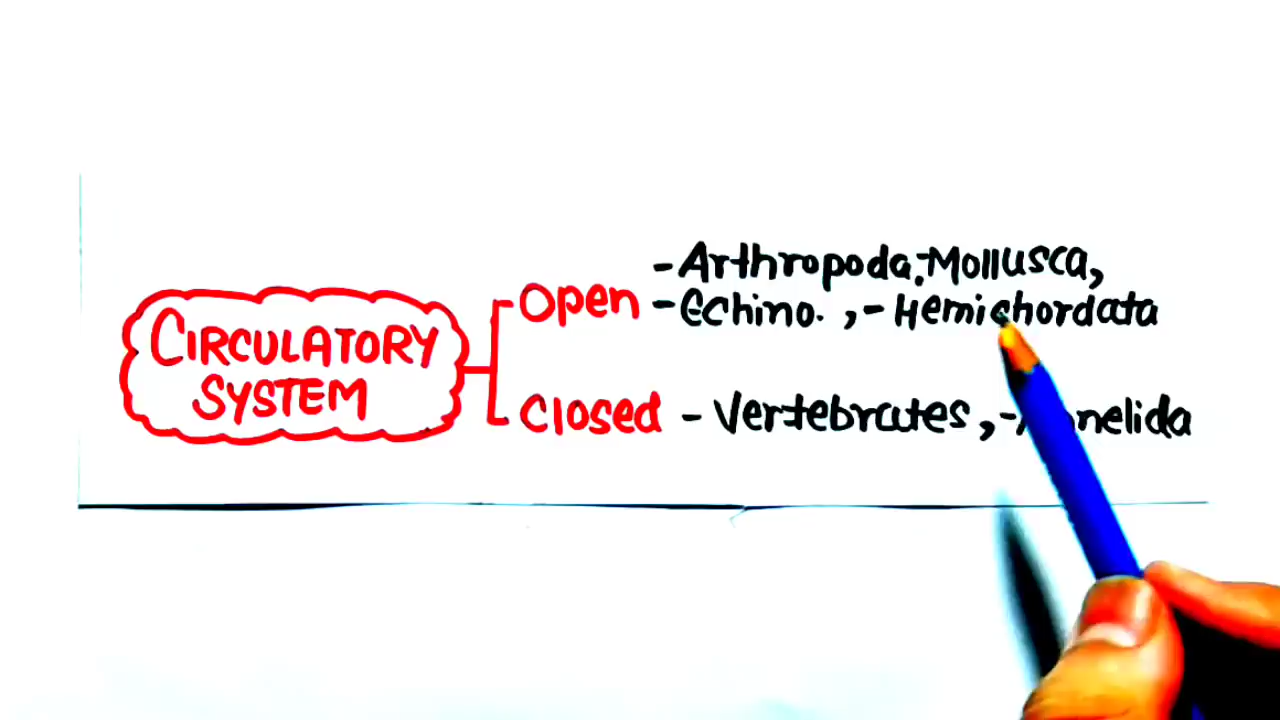 CIRCULATORY
SYSTEM
Open
- Arthropoda, - Mollusca,
- Echino. , - Hemichordata
Closed - Vertebrates, -